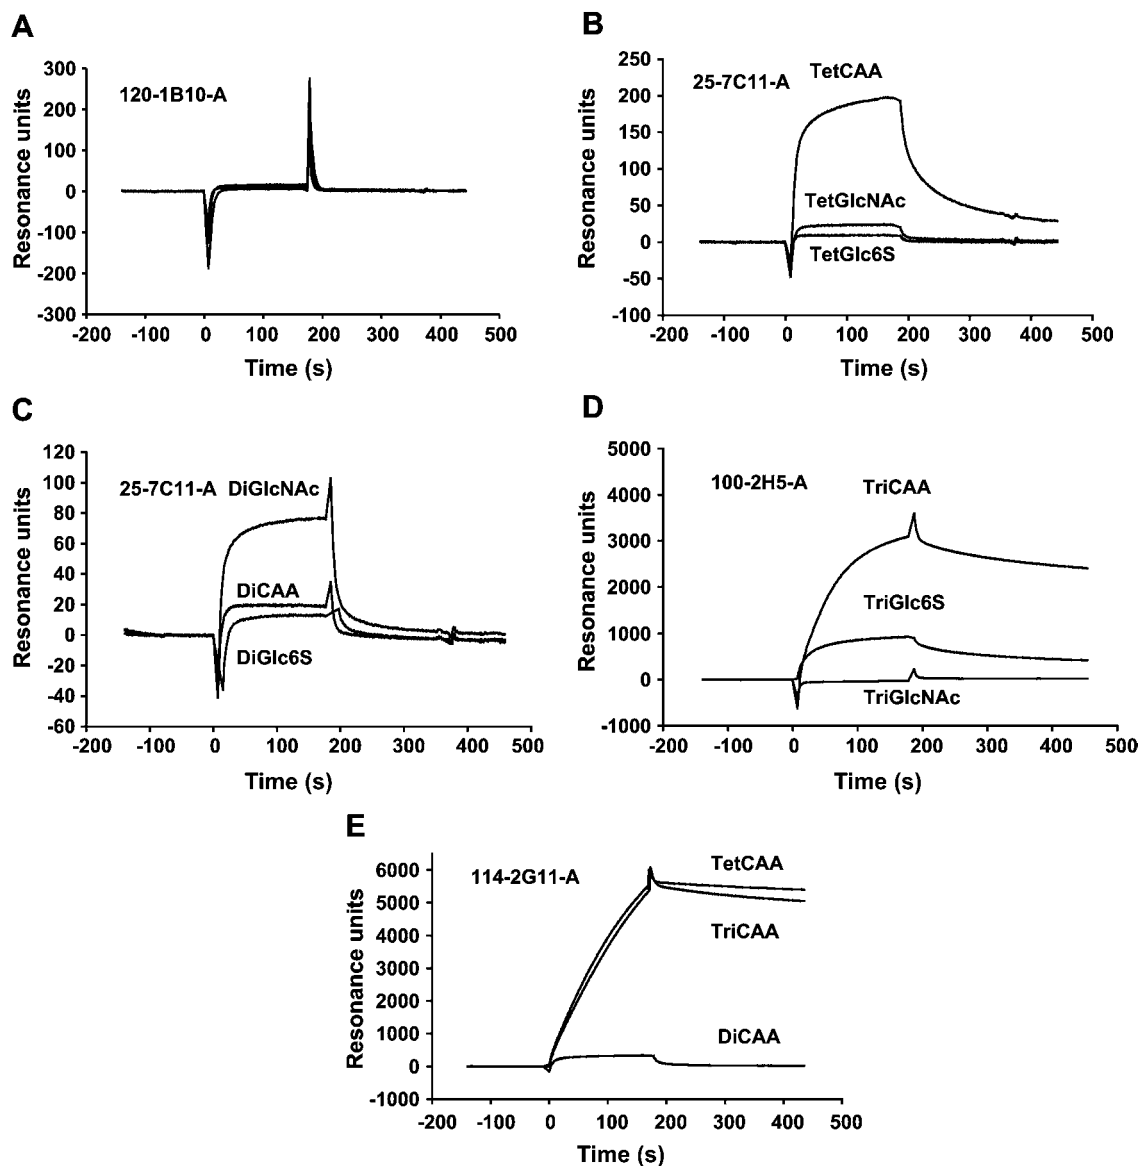 A
120-1B10-A
Resonance units
300
200
100
0
-100
-200
-300
-200 -100 0 100 200 300 400 500
Time (s)
B
25-7C11-A
TetCAA
TetGlcNAc
TetGlc6S
Resonance units
250
200
150
100
50
0
-50
-100
-200 -100 0 100 200 300 400 500
Time (s)
C
25-7C11-A
DiGlcNAc
DiCAA
DiGlc6S
Resonance units
120
100
80
60
40
20
0
-20
-40
-60
-200 -100 0 100 200 300 400 500
Time (s)
D
100-2H5-A
TriCAA
TriGlc6S
TriGlcNAc
Resonance units
5000
4000
3000
2000
1000
0
-1000
-200 -100 0 100 200 300 400 500
Time (s)
E
114-2G11-A
TetCAA
TriCAA
DiCAA
Resonance units
6000
5000
4000
3000
2000
1000
0
-1000
-200 -100 0 100 200 300 400 500
Time (s)